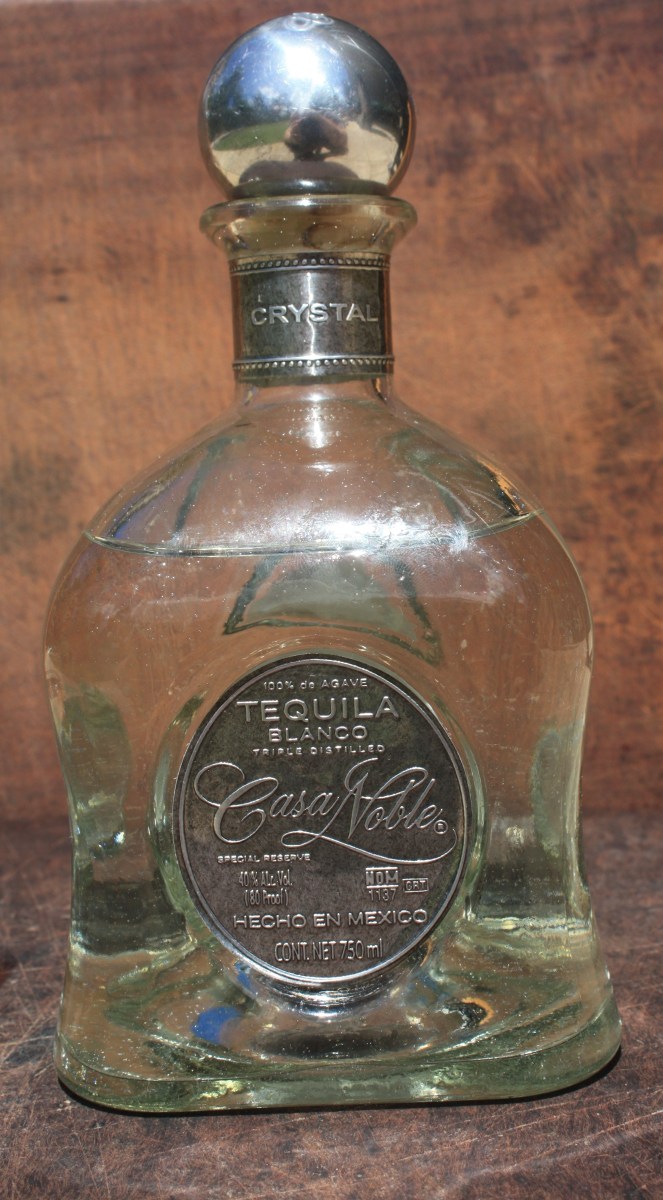 CRYSTAL
100% de AGAVE
TEQUILA
BLANCO
TRIPLE DISTILLED
Casa Noble®
SPECIAL RESERVE
40% Alc. Vol.
(80 Proof)
NOM
1137
CRT
HECHO EN MEXICO
CONT. NET 750 ml